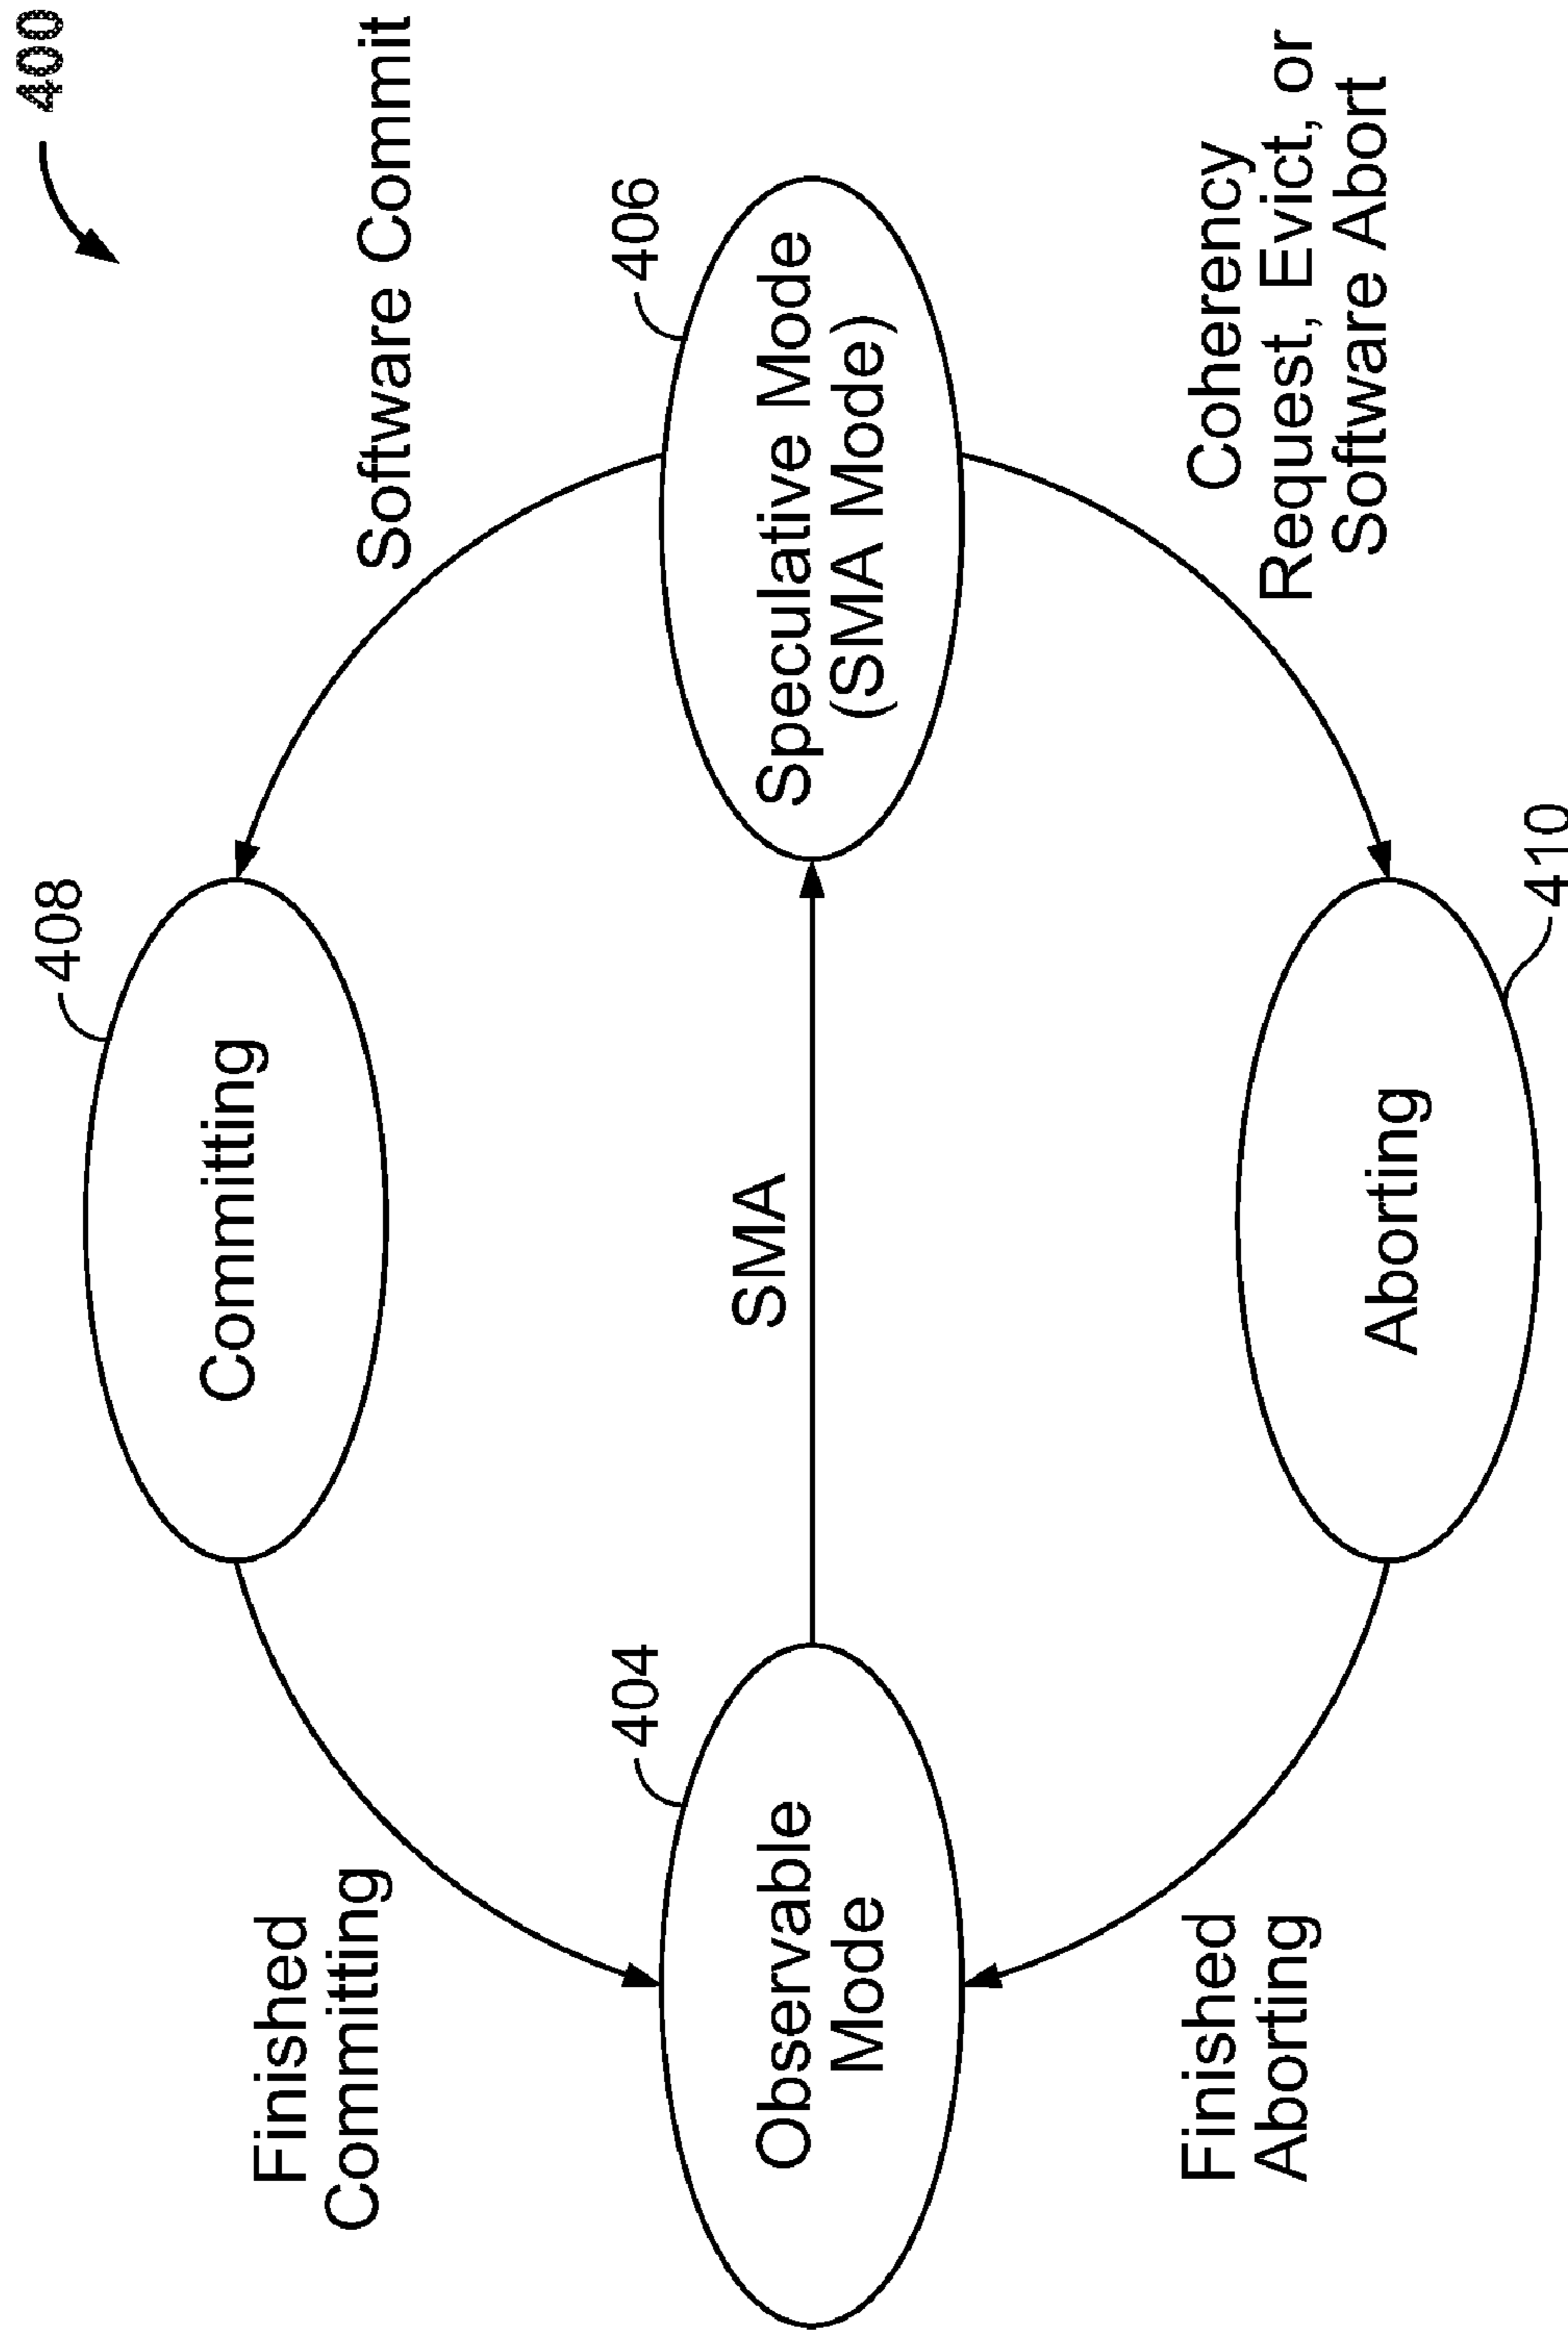 400
Software Commit
408
Committing
406
Speculative Mode
(SMA Mode)
SMA
Finished
Committing
404
Observable
Mode
Coherency
Request, Evict, or
Software Abort
410
Aborting
Finished
Aborting